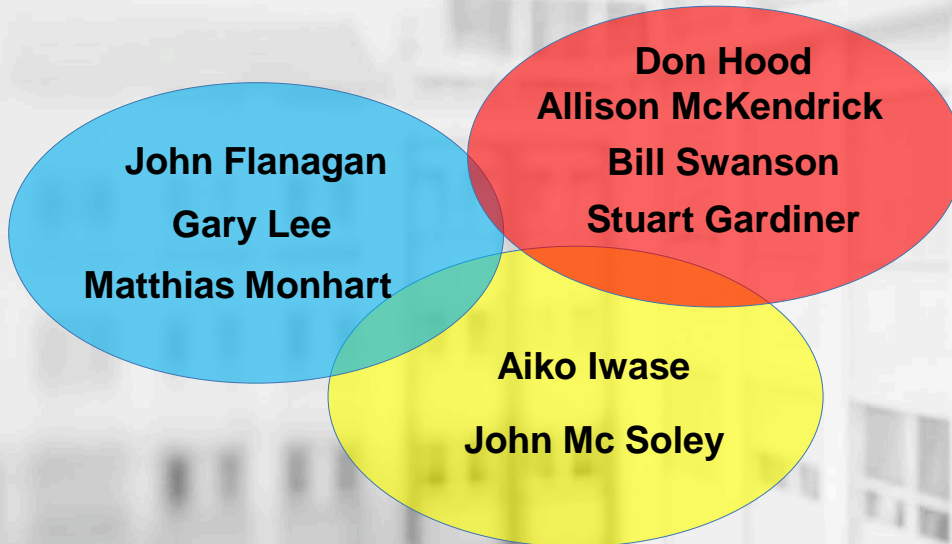 John Flanagan
Gary Lee
Matthias Monhart
Don Hood
Allison McKendrick
Bill Swanson
Stuart Gardiner
Aiko Iwase
John Mc Soley